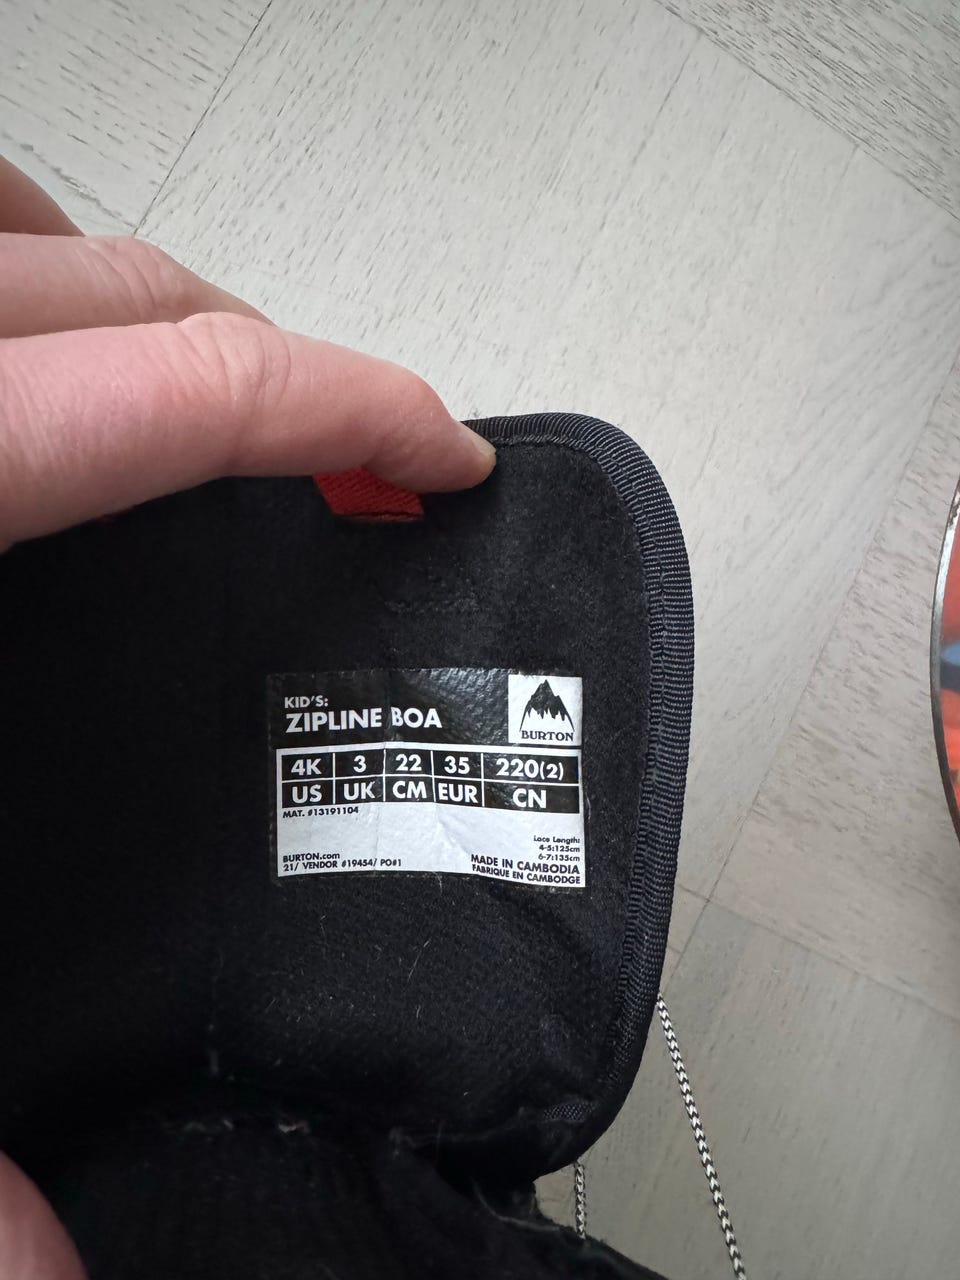 KID'S:
ZIPLINE BOA
BURTON
4K 3 22 35 220(2)
US UK CM EUR CN
MAT. #13191104
Lace Length:
4-5:125cm
6-7:135cm
BURTON.com
21/ VENDOR #19454/ PO#1
MADE IN CAMBODIA
FABRIQUE EN CAMBODGE